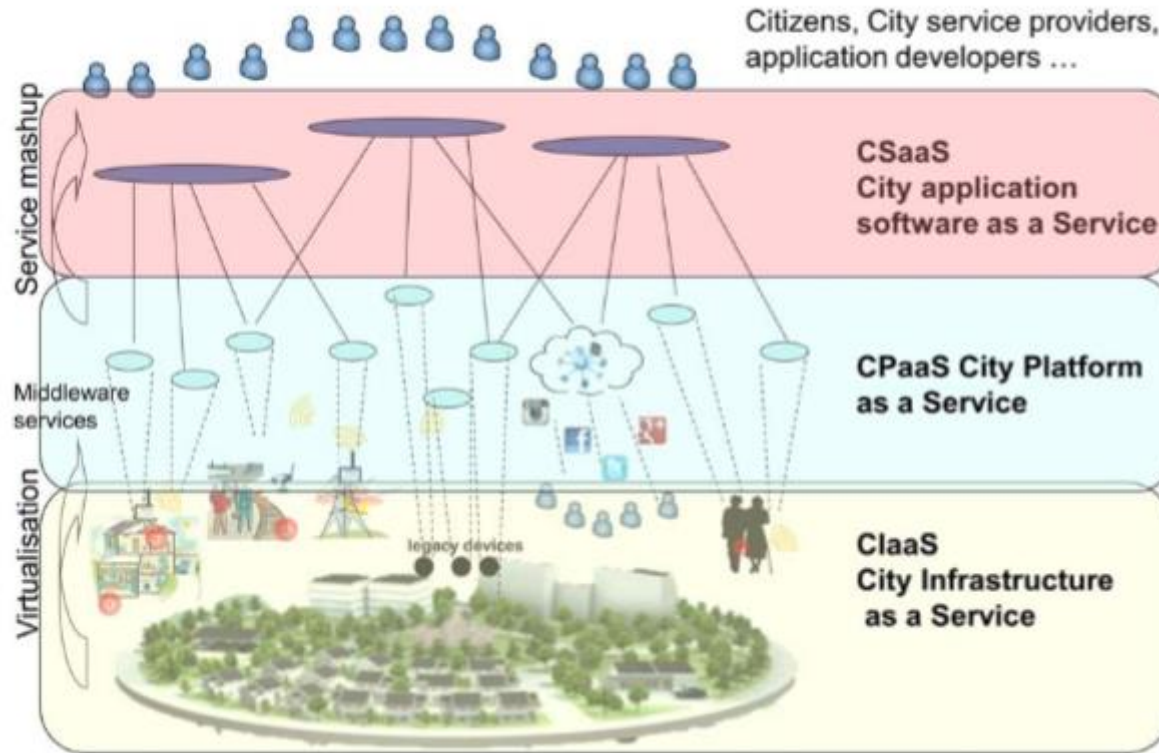 Citizens, City service providers,
application developers ...
Service mashup
CSaaS
City application
software as a Service
CPaaS City Platform
as a Service
Middleware
services
Virtualisation
legacy devices
CIaaS
City Infrastructure
as a Service